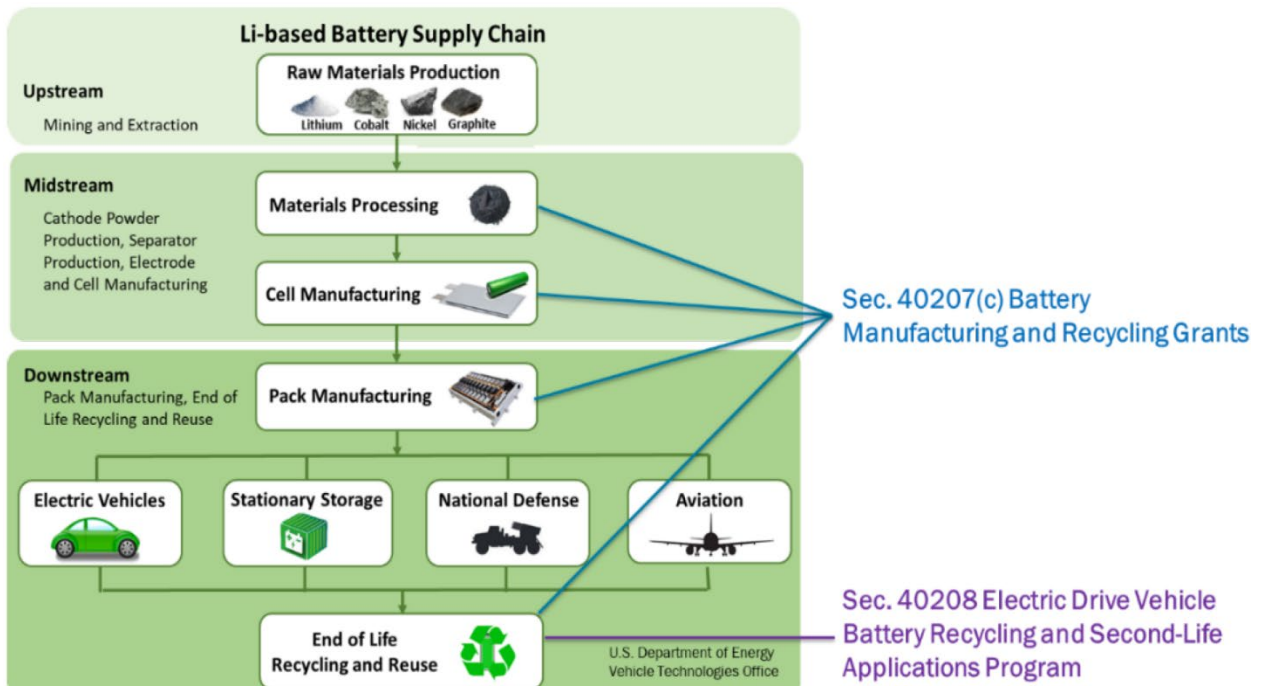 Li-based Battery Supply Chain
Upstream
Mining and Extraction
Raw Materials Production
Lithium Cobalt Nickel Graphite
Midstream
Cathode Powder
Production, Separator
Production, Electrode
and Cell Manufacturing
Materials Processing
Cell Manufacturing
Sec. 40207(c) Battery
Manufacturing and Recycling Grants
Downstream
Pack Manufacturing, End of
Life Recycling and Reuse
Pack Manufacturing
Electric Vehicles
Stationary Storage
National Defense
Aviation
End of Life
Recycling and Reuse
U.S. Department of Energy
Vehicle Technologies Office
Sec. 40208 Electric Drive Vehicle
Battery Recycling and Second-Life
Applications Program